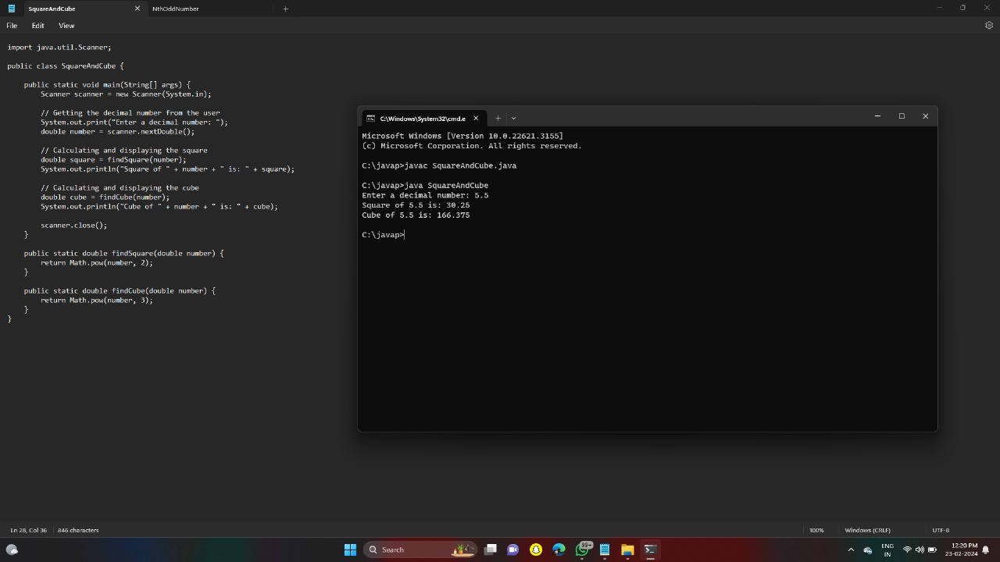 SquareAndCube
NthOddNumber
File Edit View
import java.util.Scanner;
public class SquareAndCube {
public static void main(String[] args) {
Scanner scanner = new Scanner(System.in);
// Getting the decimal number from the user
System.out.print("Enter a decimal number: ");
double number = scanner.nextDouble();
// Calculating and displaying the square
double square = findSquare(number);
System.out.println("Square of " + number + " is: " + square);
// Calculating and displaying the cube
double cube = findCube(number);
System.out.println("Cube of " + number + " is: " + cube);
scanner.close();
}
public static double findSquare(double number) {
return Math.pow(number, 2);
}
public static double findCube(double number) {
return Math.pow(number, 3);
}
}
C:\Windows\System32\cmd.e
Microsoft Windows [Version 10.0.22621.3155]
(c) Microsoft Corporation. All rights reserved.
C:\javap>javac SquareAndCube.java
C:\javap>java SquareAndCube
Enter a decimal number: 5.5
Square of 5.5 is: 30.25
Cube of 5.5 is: 166.375
C:\javap>
Ln 28, Col 36 846 characters 100% Windows (CRLF) UTF-8
Search
99+
ENG
IN
12:20 PM
23-02-2024